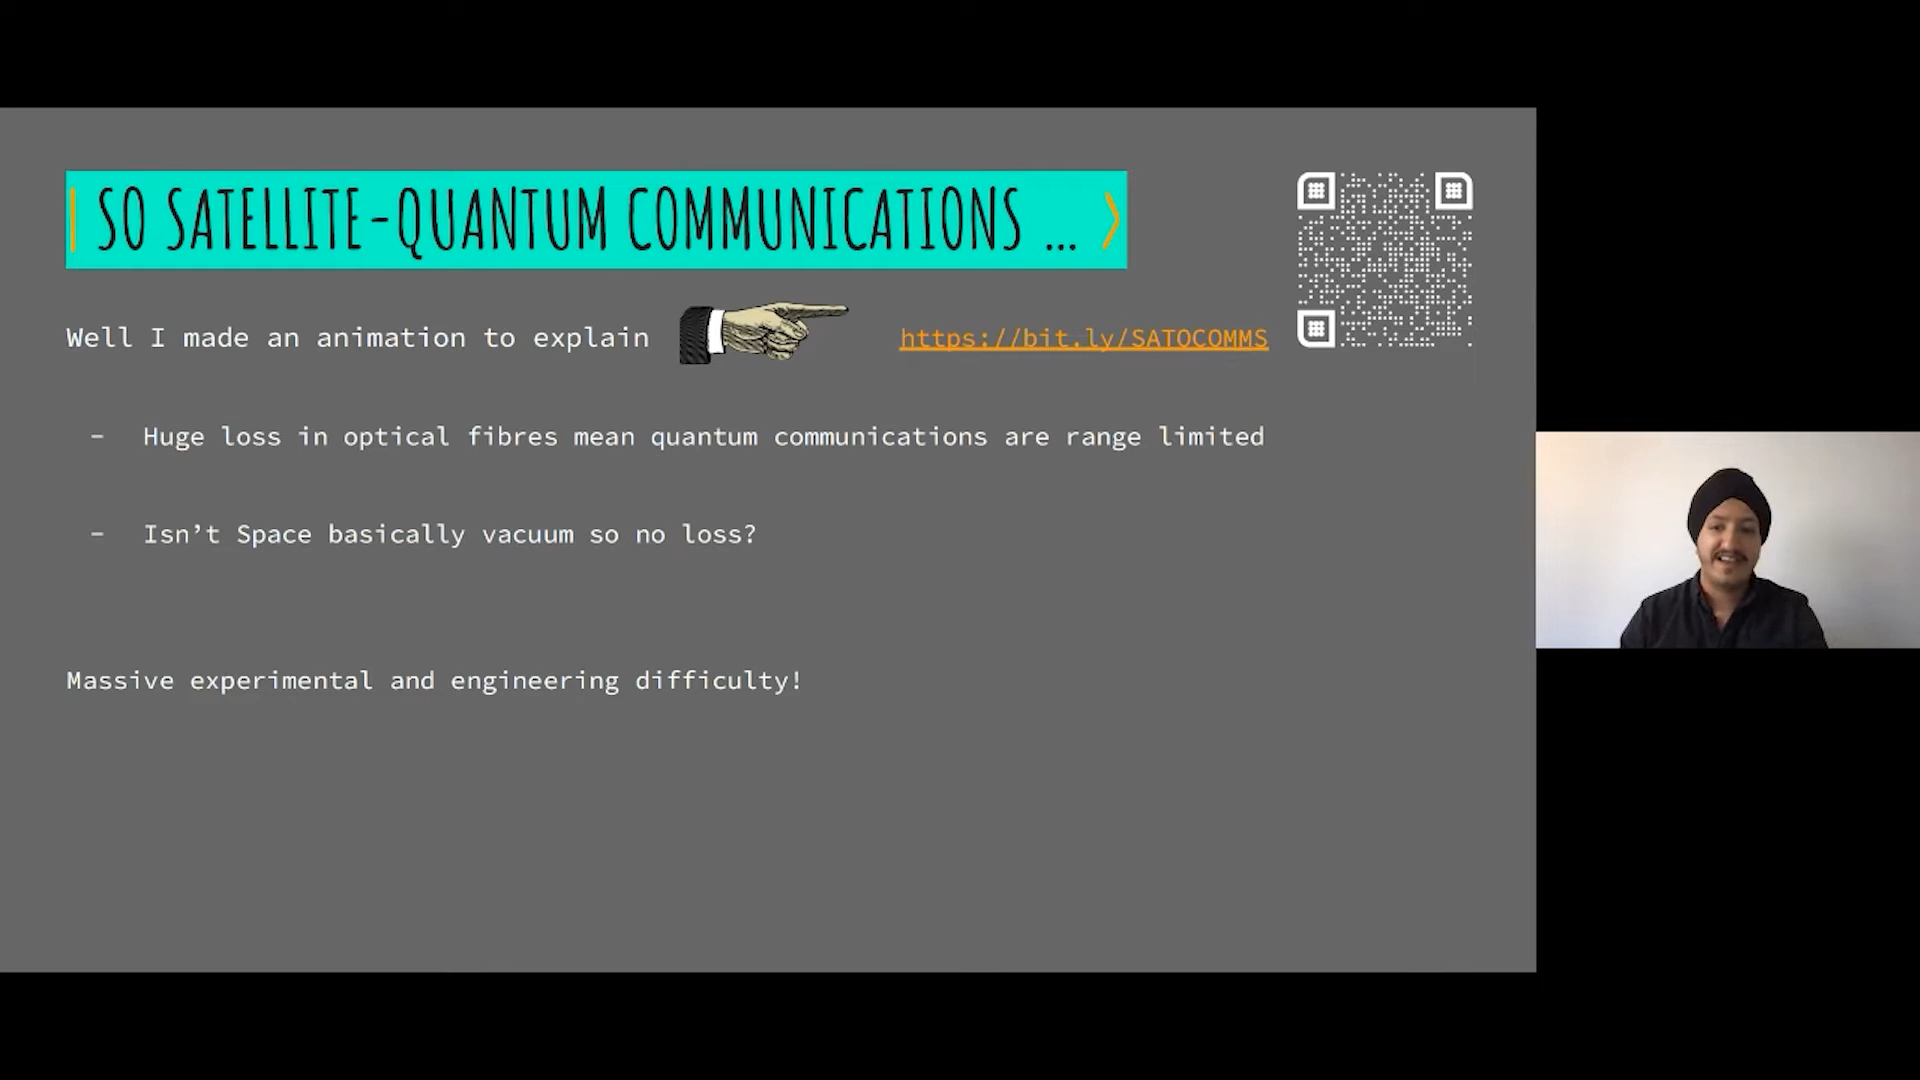 SO SATELLITE-QUANTUM COMMUNICATIONS ...
Well I made an animation to explain
https://bit.ly/SATQCOMMS
- Huge loss in optical fibres mean quantum communications are range limited
- Isn’t Space basically vacuum so no loss?
Massive experimental and engineering difficulty!